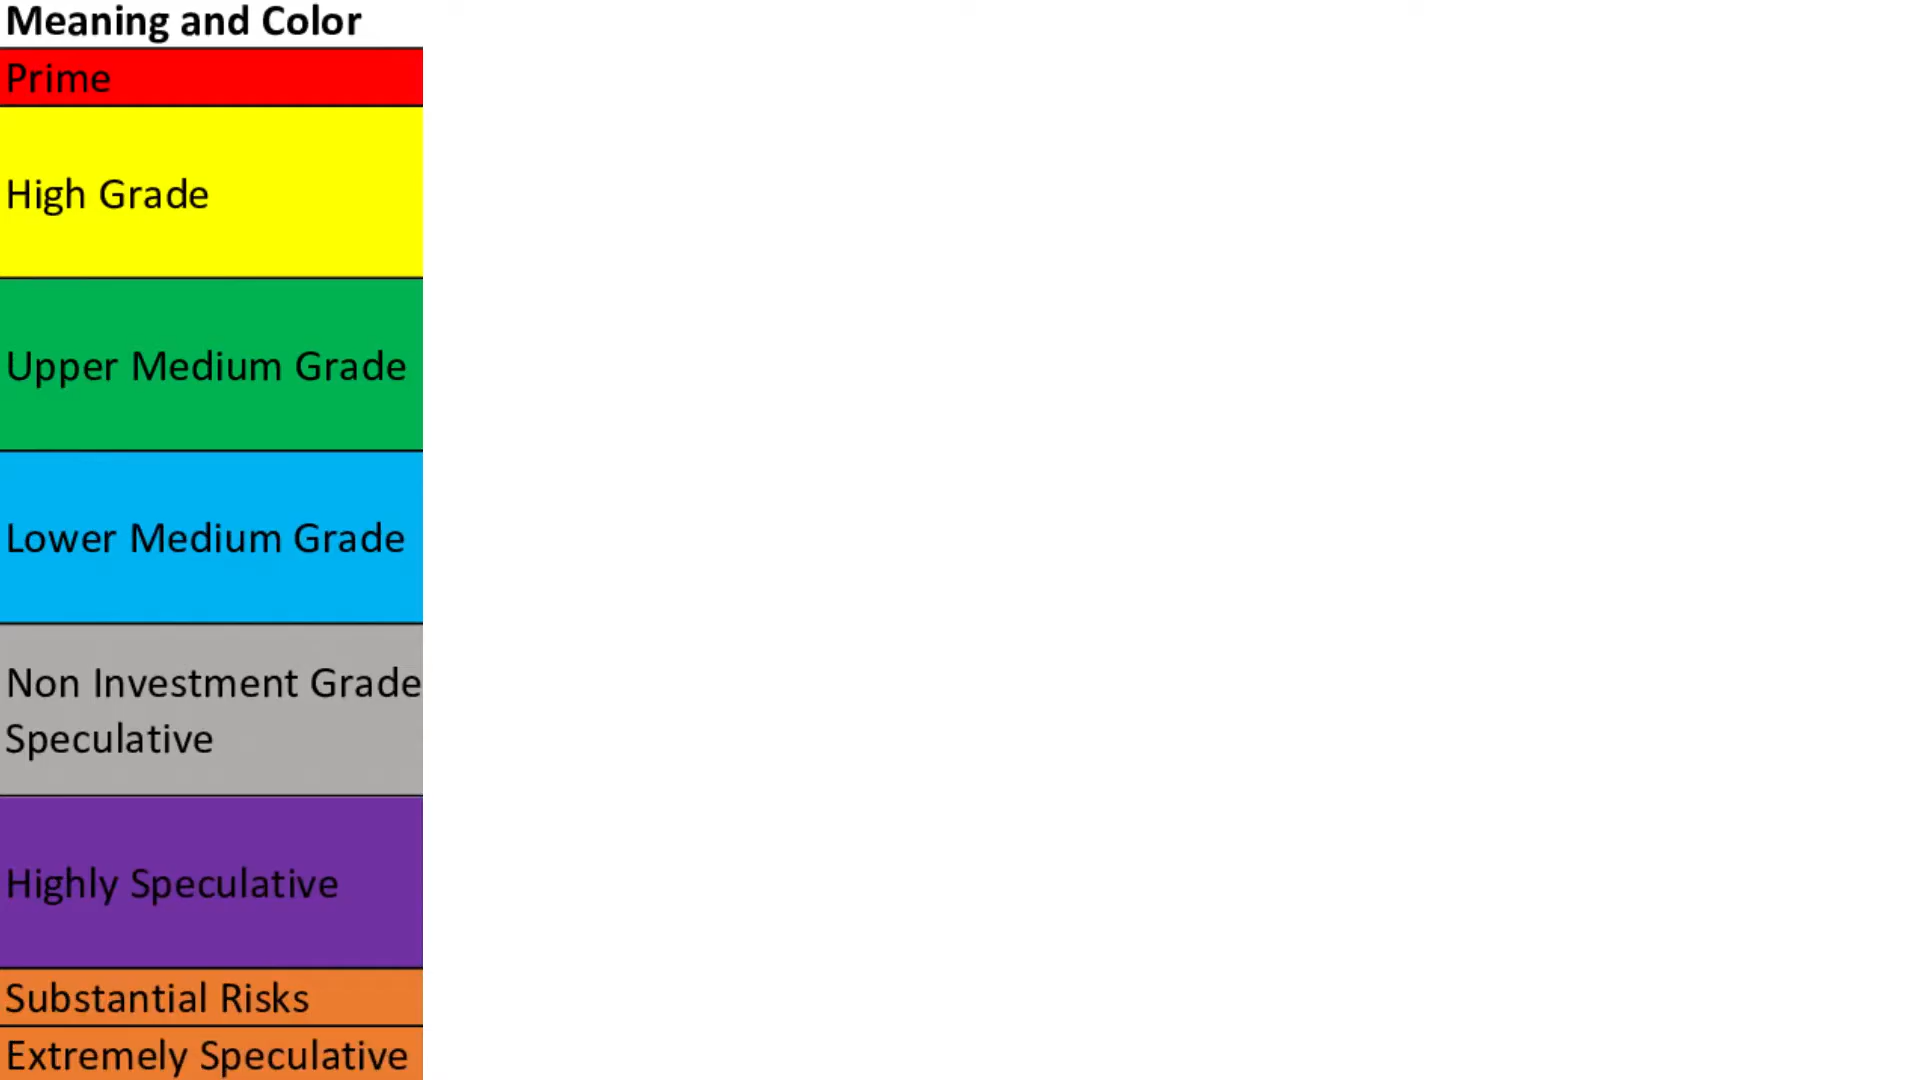 Meaning and Color
Prime
High Grade
Upper Medium Grade
Lower Medium Grade
Non Investment Grade
Speculative
Highly Speculative
Substantial Risks
Extremely Speculative